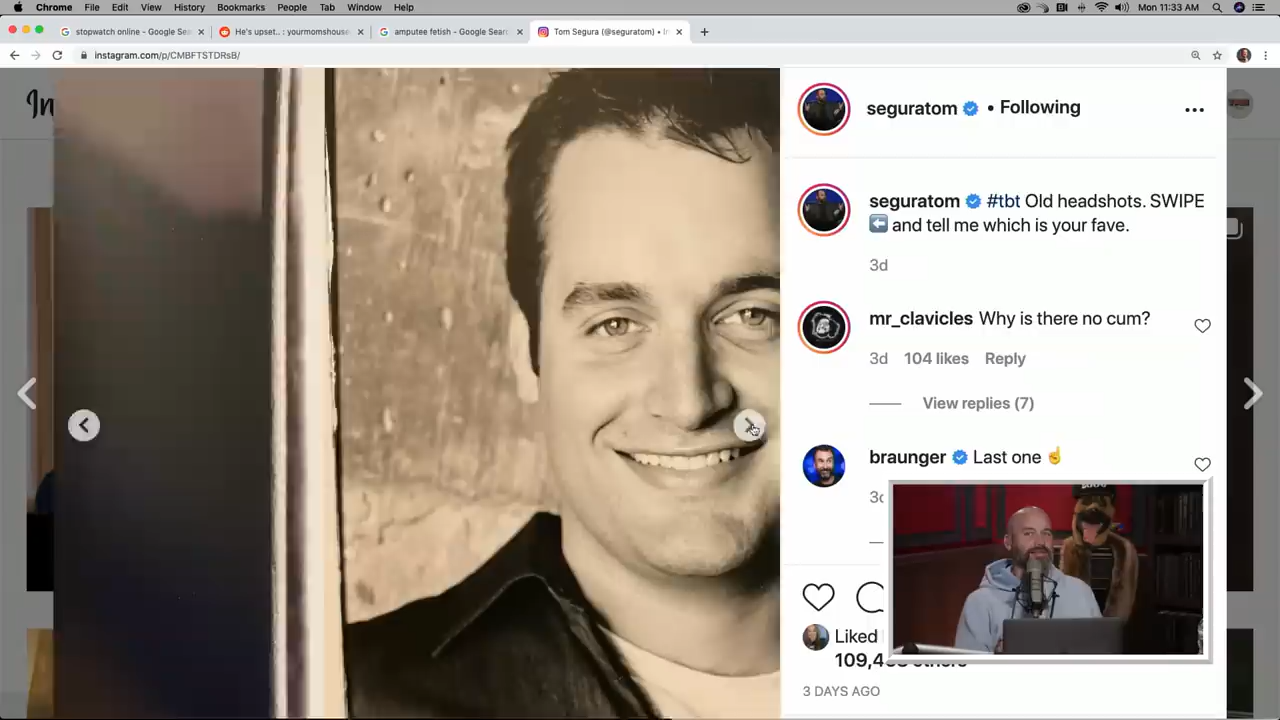 Chrome File Edit View History Bookmarks People Tab Window Help Mon 11:33 AM
stopwatch online - Google Sear He's upset.. : yourmomshouse amputee fetish - Google Sear Tom Segura (@seguratom) • In
instagram.com/p/CMBFTSTDRsB/
In
seguratom • Following
seguratom #tbt Old headshots. SWIPE
⬅️ and tell me which is your fave.
3d
mr_clavicles Why is there no cum?
3d 104 likes Reply
View replies (7)
braunger Last one ☝️
Liked
others
3 DAYS AGO